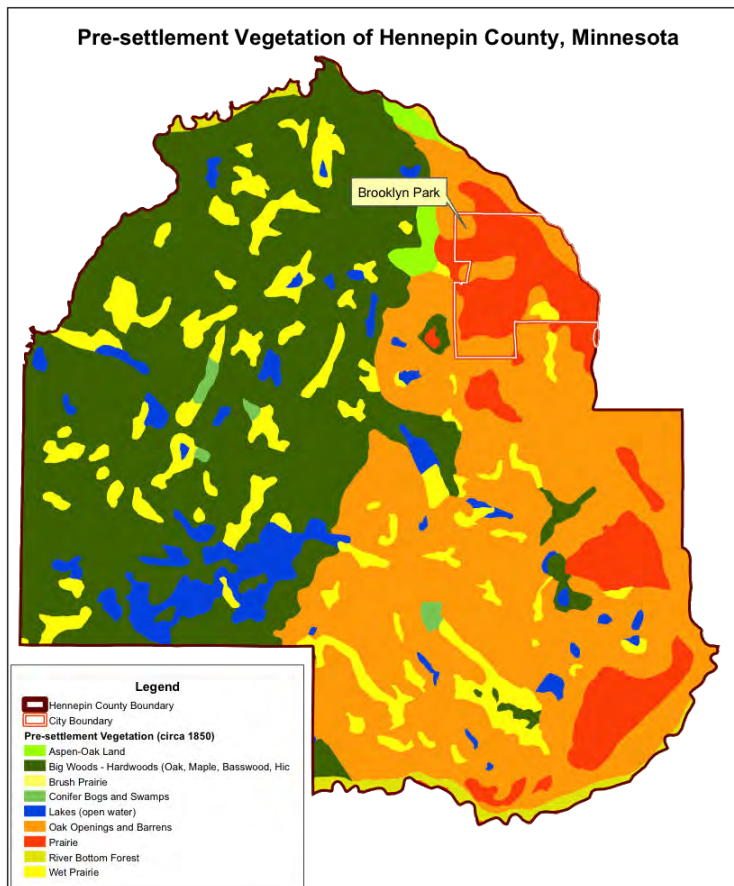 Pre-settlement Vegetation of Hennepin County, Minnesota
Brooklyn Park
Legend
Hennepin County Boundary
City Boundary
Pre-settlement Vegetation (circa 1850)
Aspen-Oak Land
Big Woods - Hardwoods (Oak, Maple, Basswood, Hic
Brush Prairie
Conifer Bogs and Swamps
Lakes (open water)
Oak Openings and Barrens
Prairie
River Bottom Forest
Wet Prairie